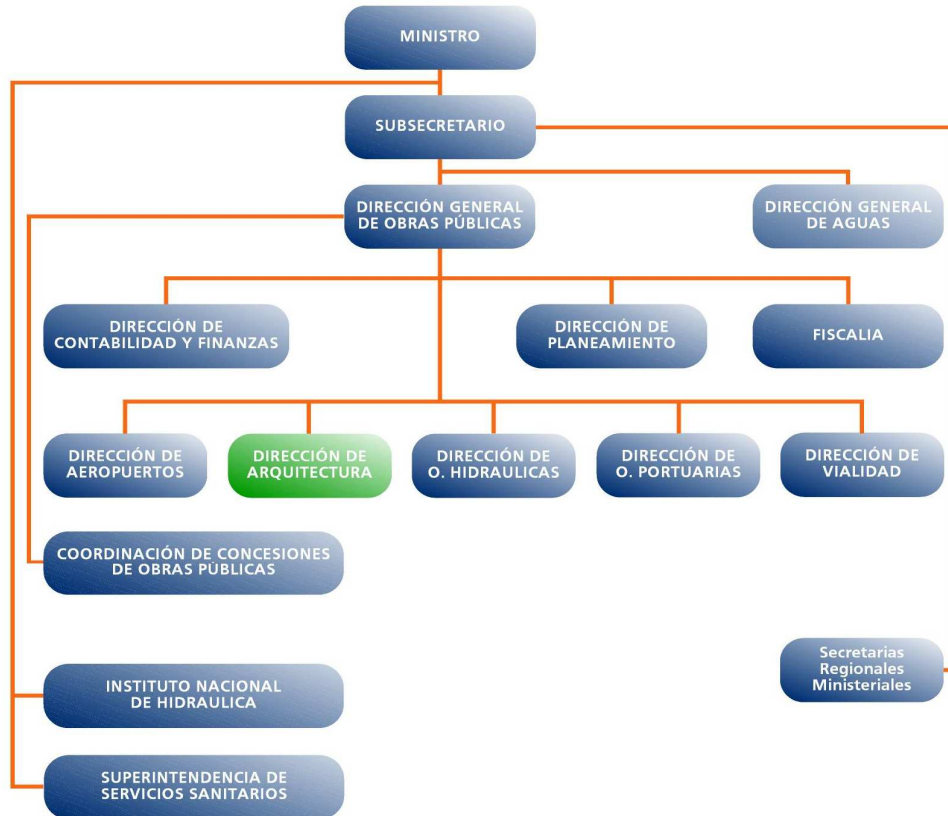 MINISTRO
SUBSECRETARIO
DIRECCIÓN GENERAL
DE OBRAS PÚBLICAS
DIRECCIÓN GENERAL
DE AGUAS
DIRECCIÓN DE
CONTABILIDAD Y FINANZAS
DIRECCIÓN DE
PLANEAMIENTO
FISCALIA
DIRECCIÓN DE
AEROPUERTOS
DIRECCIÓN DE
ARQUITECTURA
DIRECCIÓN DE
O. HIDRAULICAS
DIRECCIÓN DE
O. PORTUARIAS
DIRECCIÓN DE
VIALIDAD
COORDINACIÓN DE CONCESIONES
DE OBRAS PÚBLICAS
Secretarias
Regionales
Ministeriales
INSTITUTO NACIONAL
DE HIDRAULICA
SUPERINTENDENCIA DE
SERVICIOS SANITARIOS